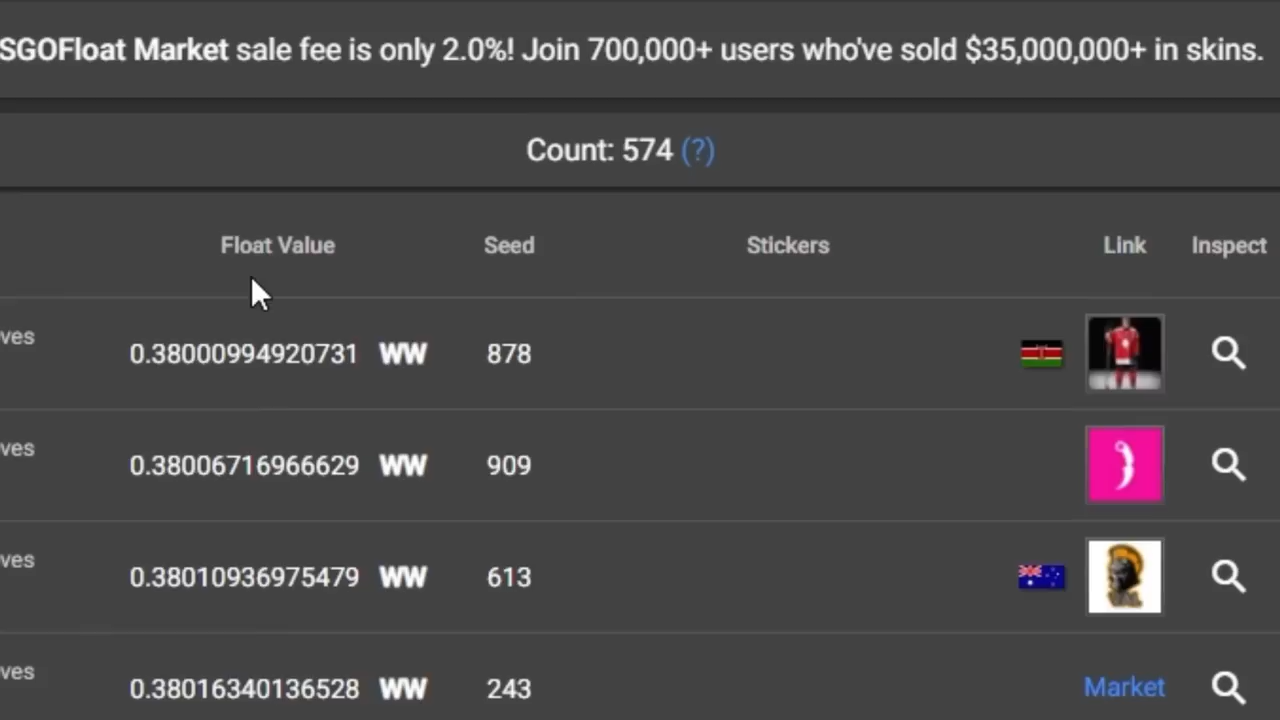 SGOFloat Market sale fee is only 2.0%! Join 700,000+ users who've sold $35,000,000+ in skins.
Count: 574 (?)
Float Value Seed Stickers Link Inspect
ves 0.38000994920731 WW 878
ves 0.38006716966629 WW 909
ves 0.38010936975479 WW 613
ves 0.38016340136528 WW 243 Market